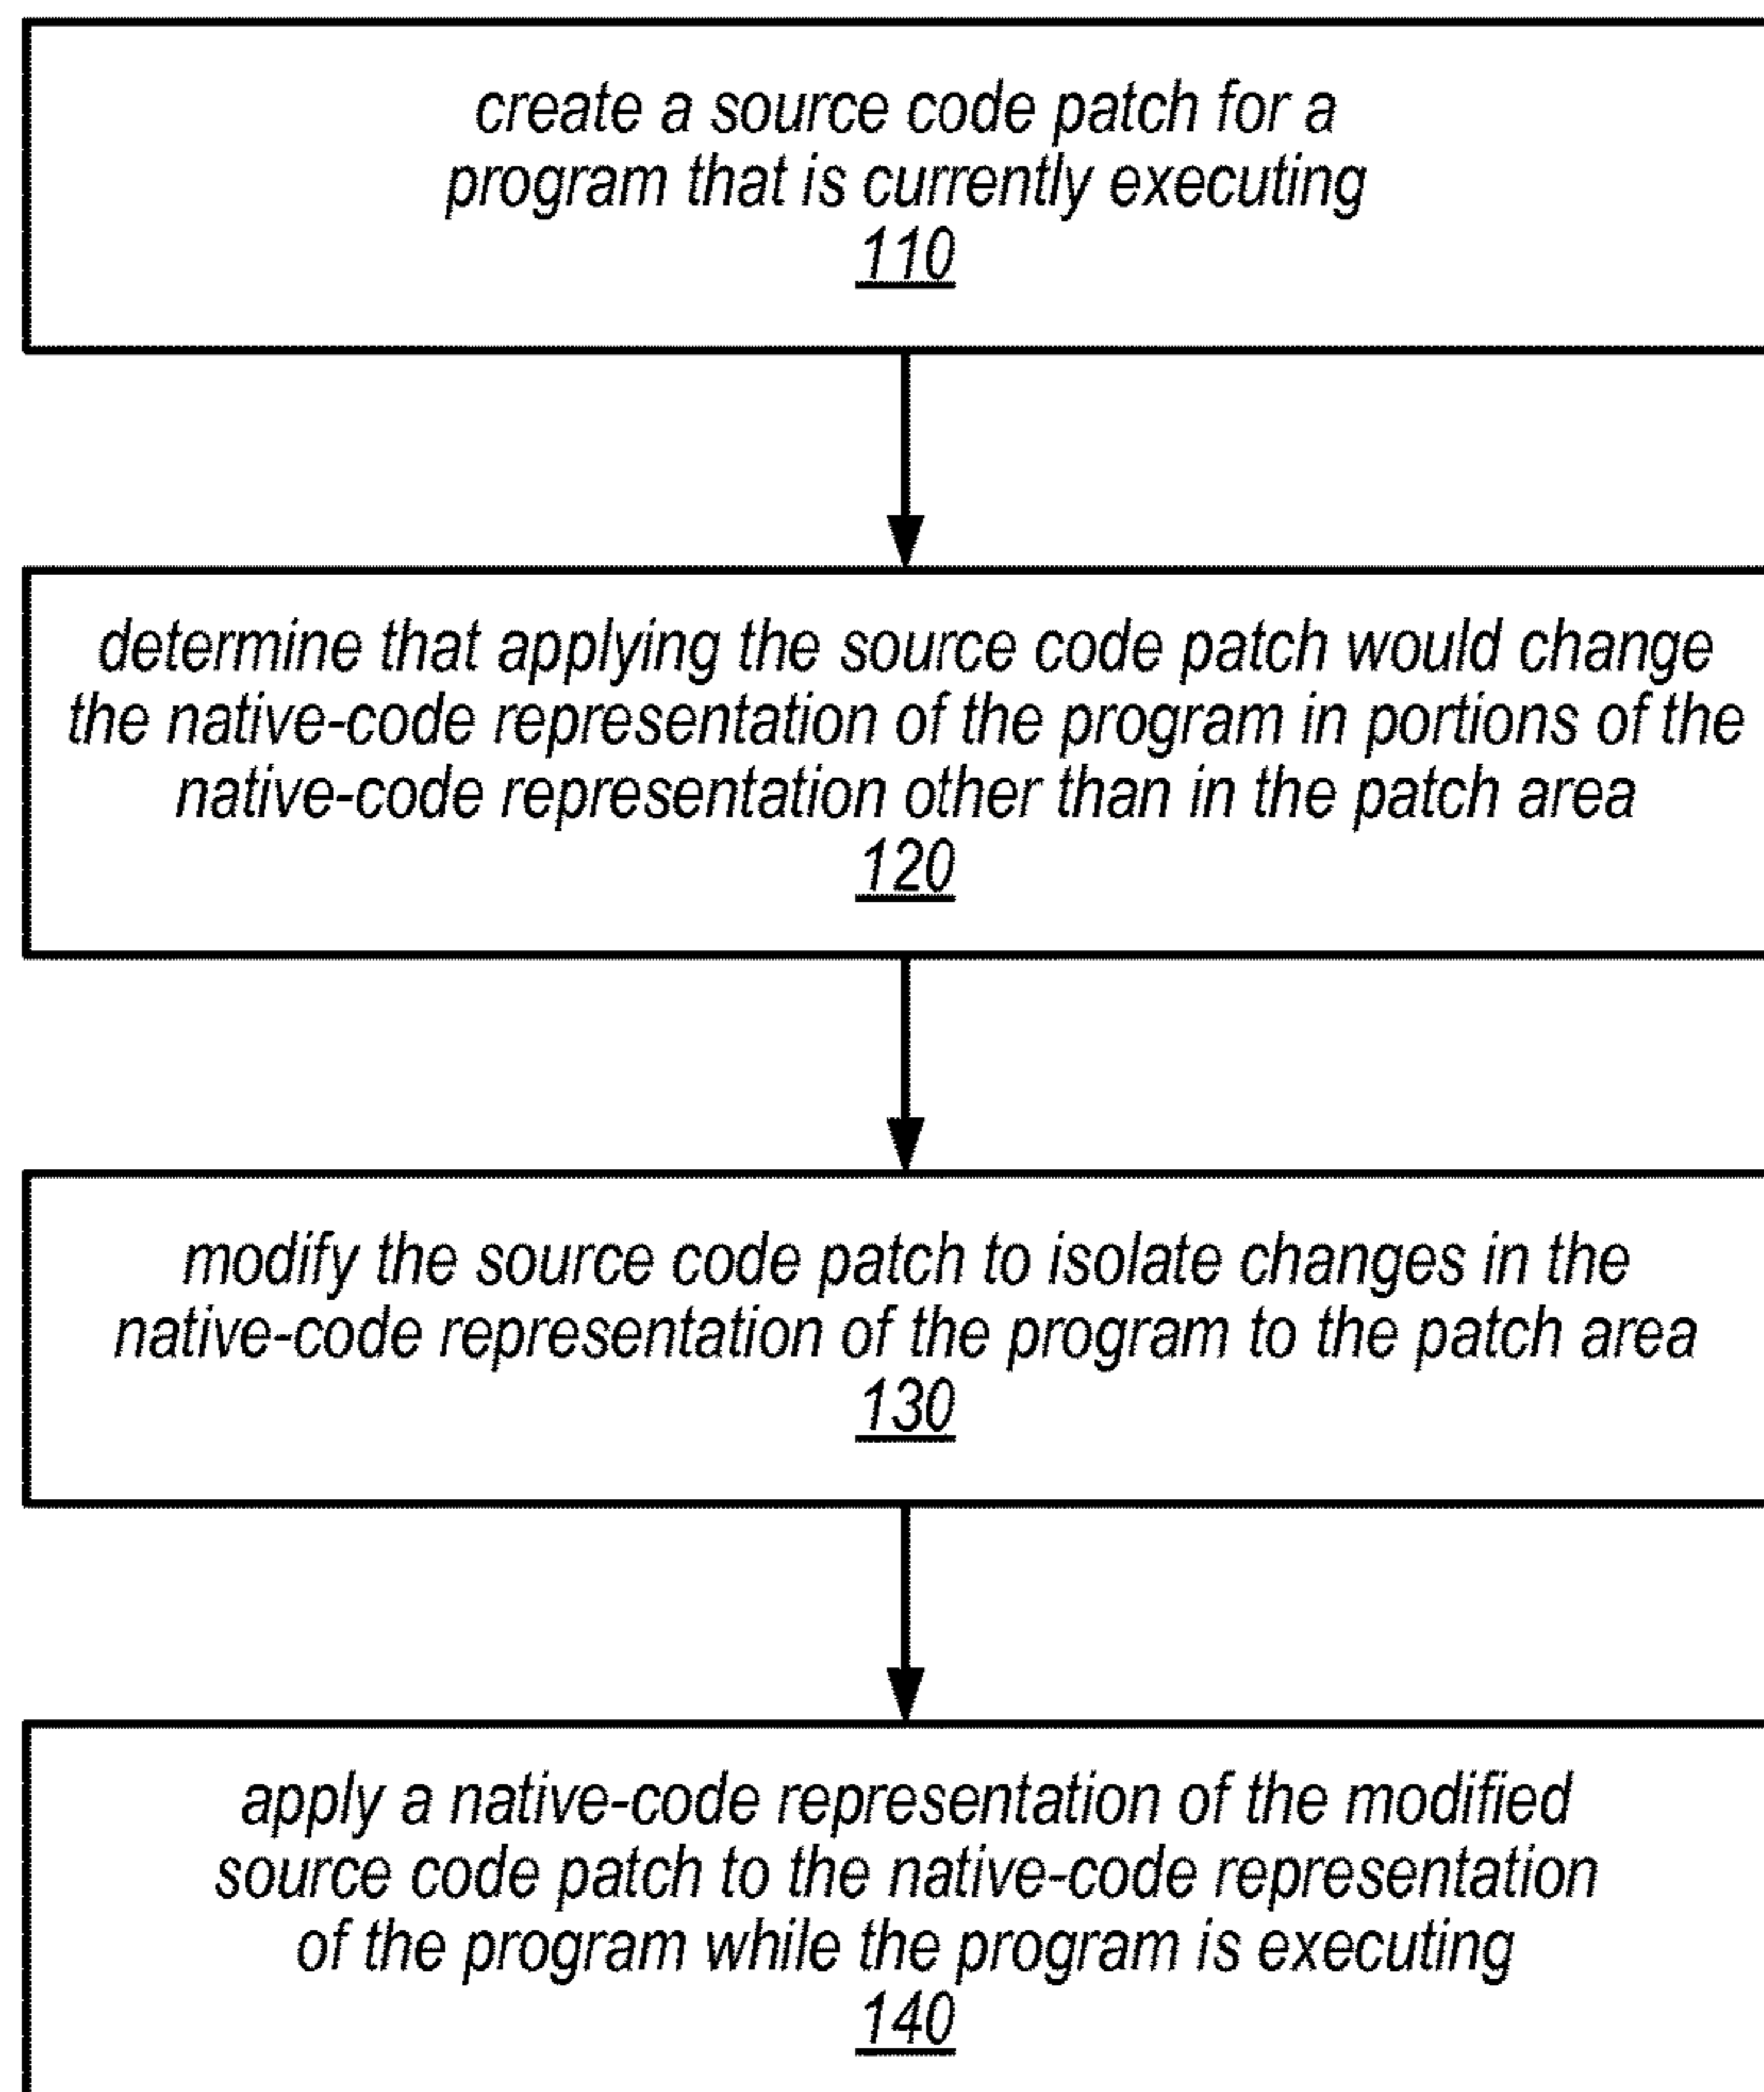 create a source code patch for a
program that is currently executing
110
determine that applying the source code patch would change
the native-code representation of the program in portions of the
native-code representation other than in the patch area
120
modify the source code patch to isolate changes in the
native-code representation of the program to the patch area
130
apply a native-code representation of the modified
source code patch to the native-code representation
of the program while the program is executing
140